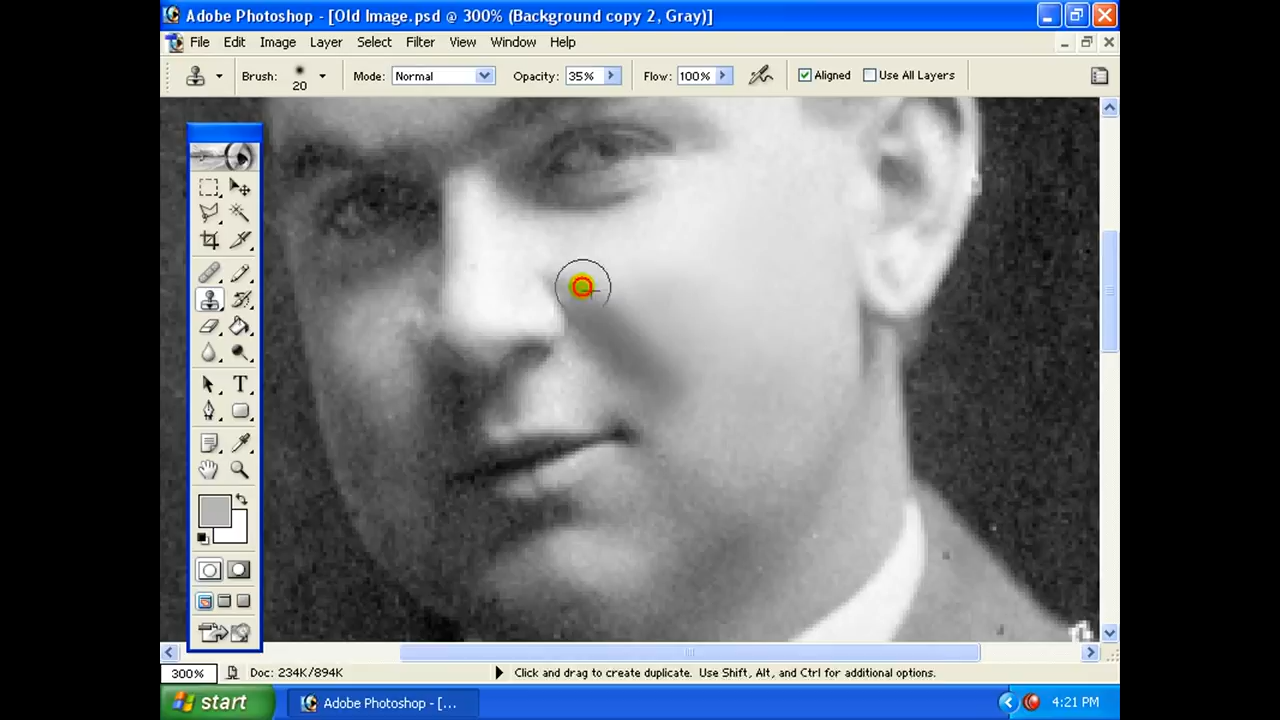 Adobe Photoshop - [Old Image.psd @ 300% (Background copy 2, Gray)]
File Edit Image Layer Select Filter View Window Help
Brush: 20 Mode: Normal Opacity: 35% Flow: 100% Aligned Use All Layers
T
300% Doc: 234K/894K Click and drag to create duplicate. Use Shift, Alt, and Ctrl for additional options.
start Adobe Photoshop - [... 4:21 PM